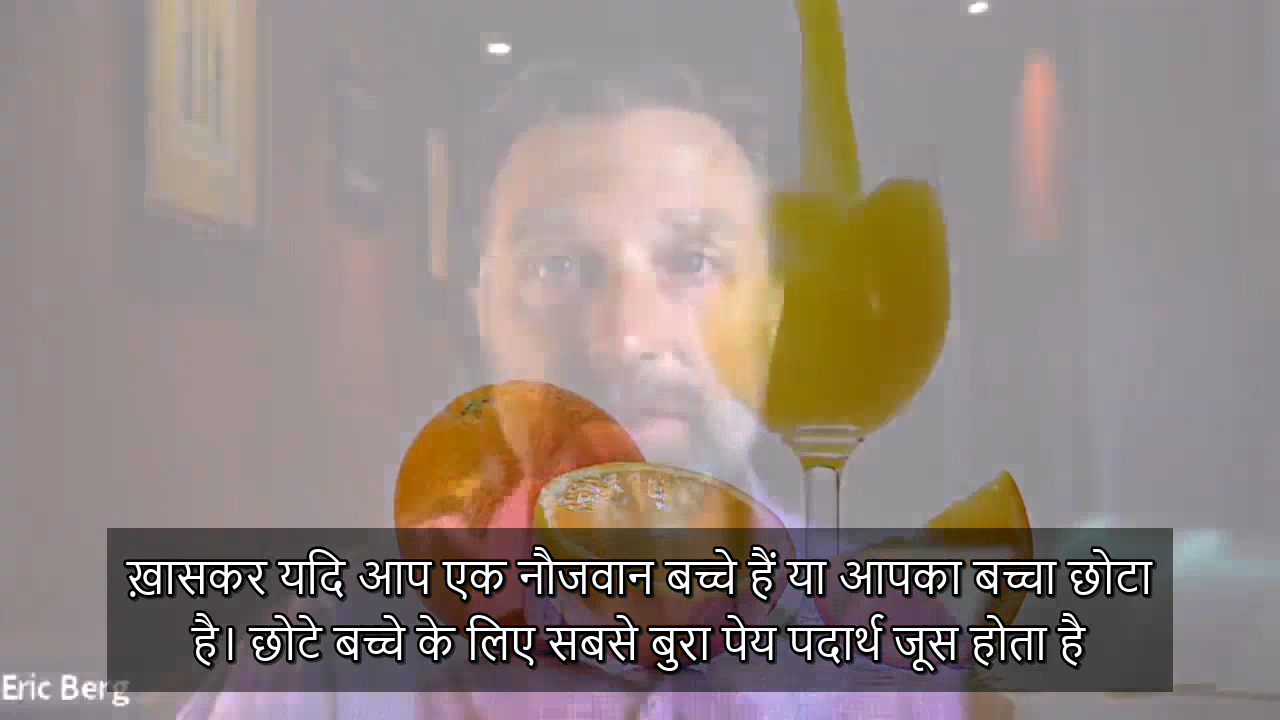 ख़ासकर यदि आप एक नौजवान बच्चे हैं या आपका बच्चा छोटा
है। छोटे बच्चे के लिए सबसे बुरा पेय पदार्थ जूस होता है
Eric Berg